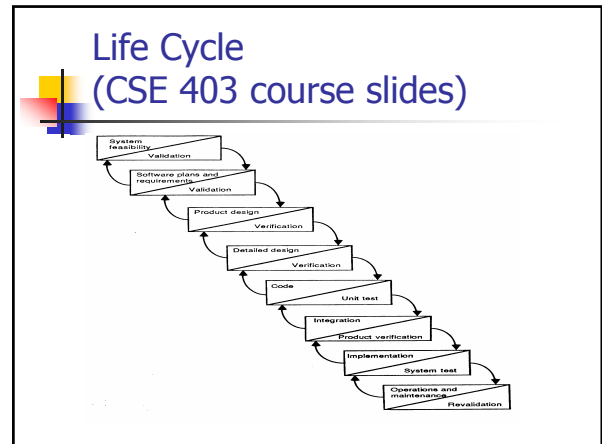 Life Cycle
(CSE 403 course slides)
System
feasibility
Validation
Software plans and
requirements
Validation
Product design
Verification
Detailed design
Verification
Code
Unit test
Integration
Product verification
Implementation
System test
Operations and
maintenance
Revalidation